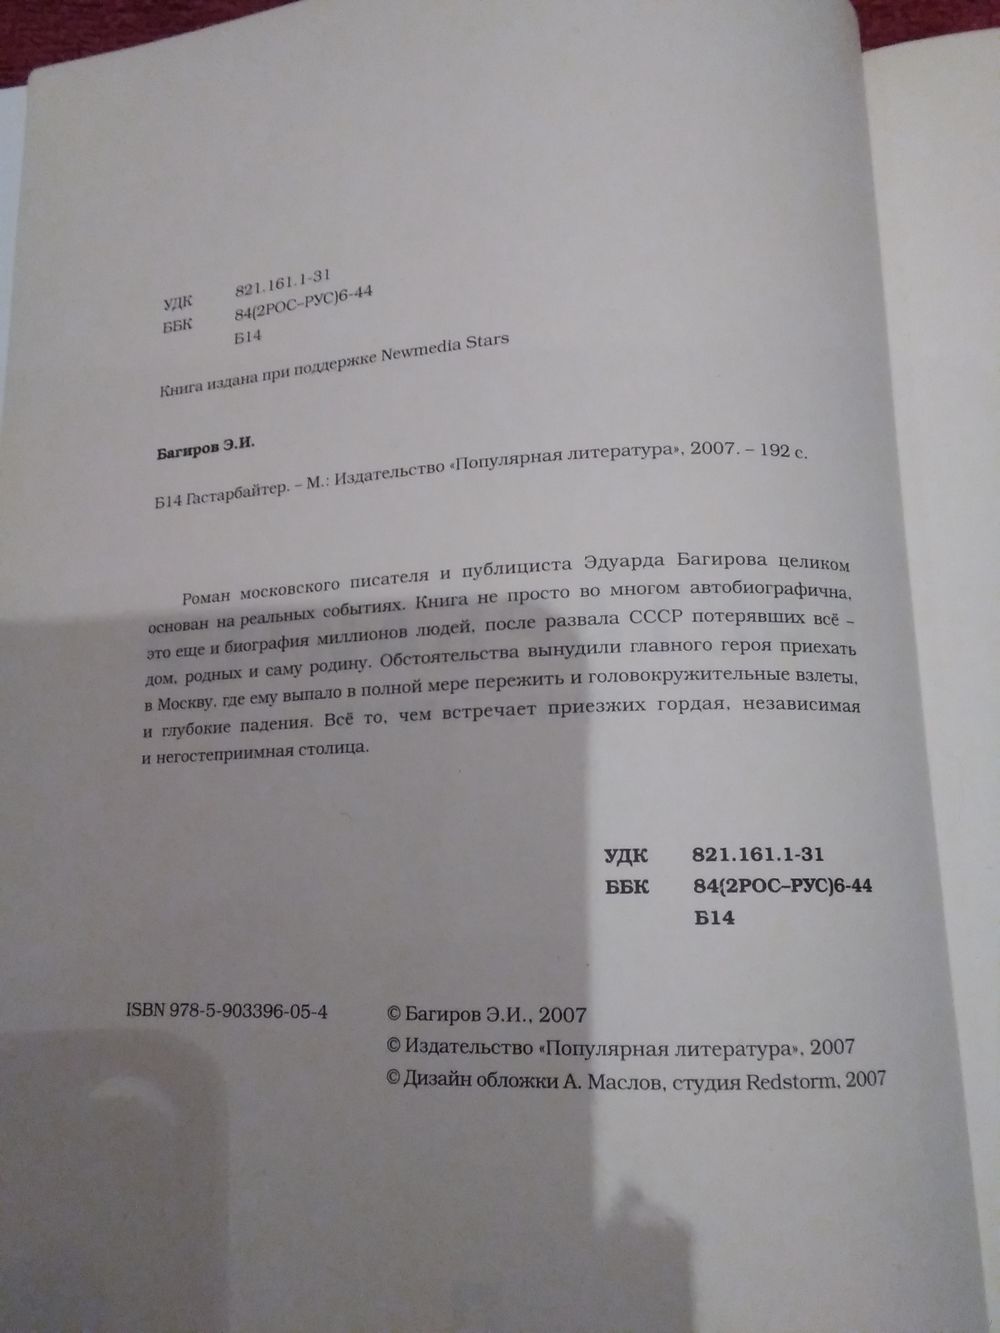 УДК 821.161.1-31
ББК 84(2РОС–РУС)6-44
Б14
Книга издана при поддержке Newmedia Stars
Багиров Э.И.
Б14 Гастарбайтер. – М.: Издательство «Популярная литература», 2007. – 192 с.
Роман московского писателя и публициста Эдуарда Багирова целиком
основан на реальных событиях. Книга не просто во многом автобиографична,
это еще и биография миллионов людей, после развала СССР потерявших всё –
дом, родных и саму родину. Обстоятельства вынудили главного героя приехать
в Москву, где ему выпало в полной мере пережить и головокружительные взлеты,
и глубокие падения. Всё то, чем встречает приезжих гордая, независимая
и негостеприимная столица.
УДК 821.161.1-31
ББК 84(2РОС–РУС)6-44
Б14
ISBN 978-5-903396-05-4
© Багиров Э.И., 2007
© Издательство «Популярная литература», 2007
© Дизайн обложки А. Маслов, студия Redstorm, 2007